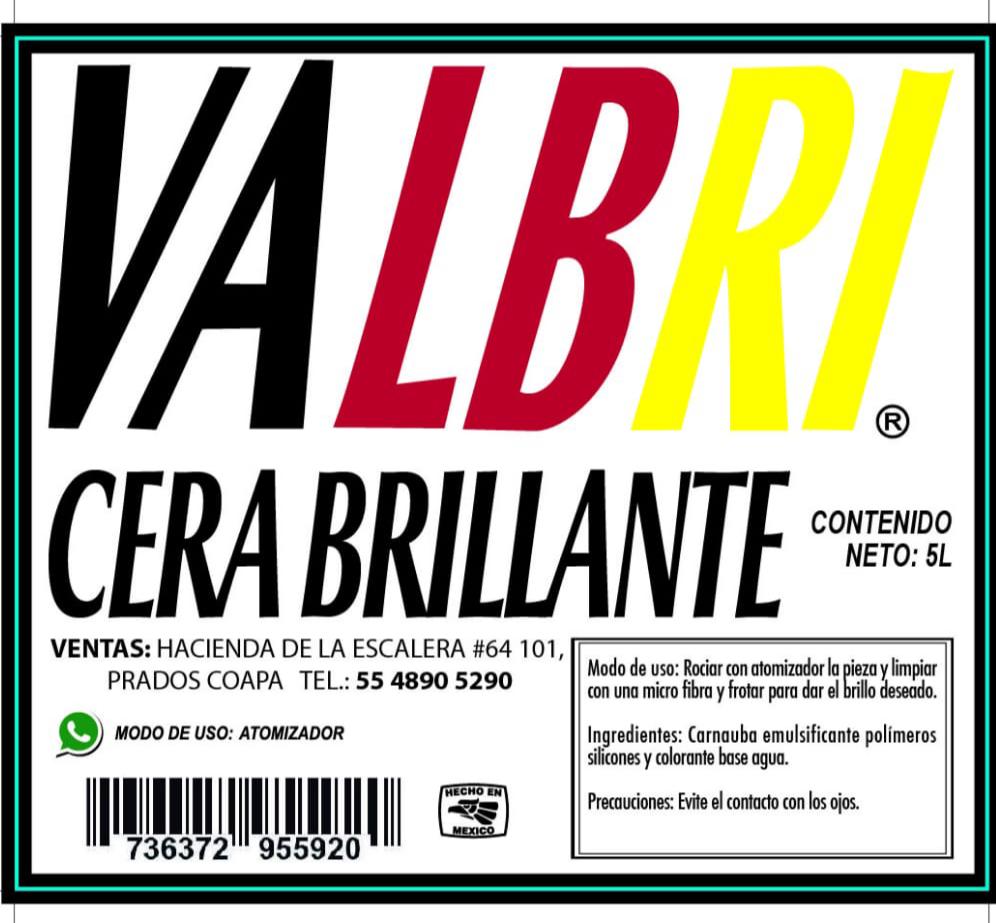 VALBRI®
CERA BRILLANTE
CONTENIDO
NETO: 5L
VENTAS: HACIENDA DE LA ESCALERA #64 101,
PRADOS COAPA TEL.: 55 4890 5290
MODO DE USO: ATOMIZADOR
736372 955920
HECHO EN
MEXICO
Modo de uso: Rociar con atomizador la pieza y limpiar
con una micro fibra y frotar para dar el brillo deseado.
Ingredientes: Carnauba emulsificante polímeros
silicones y colorante base agua.
Precauciones: Evite el contacto con los ojos.